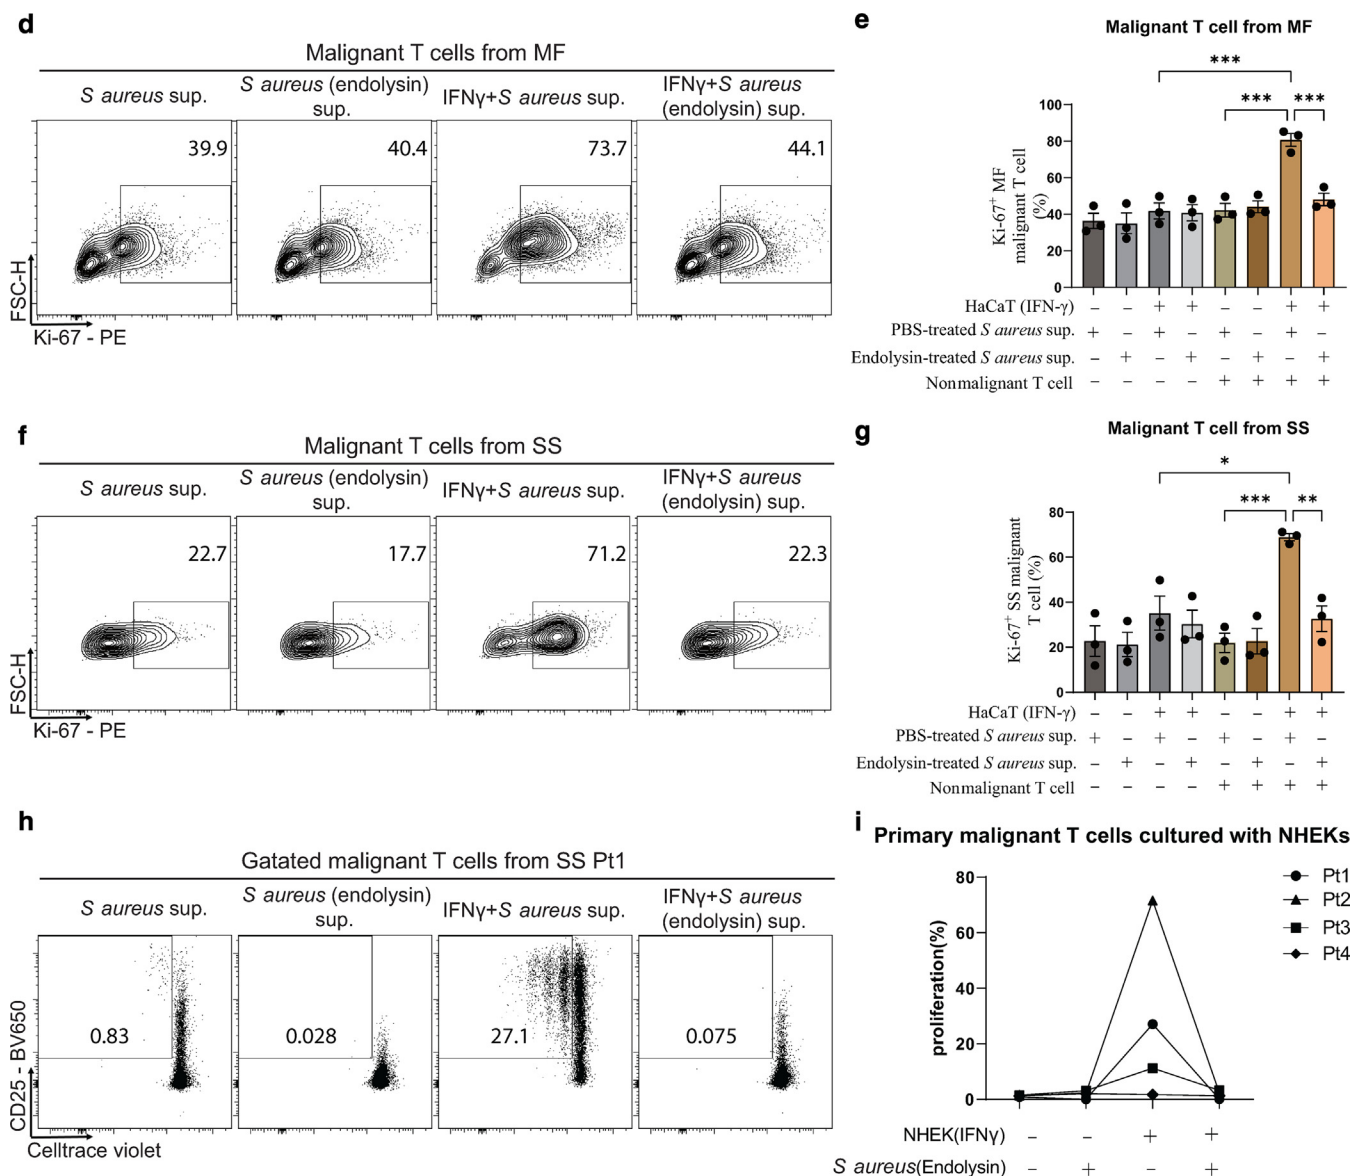 d
Malignant T cells from MF
S aureus sup.
S aureus (endolysin) sup.
IFNγ+S aureus sup.
IFNγ+S aureus (endolysin) sup.
39.9
40.4
73.7
44.1
FSC-H
Ki-67 - PE
e
Malignant T cell from MF
***
*** ***
Ki-67+ MF malignant T cell (%)
100
80
60
40
20
0
HaCaT (IFN-γ) – – + + – – + +
PBS-treated S aureus sup. + – + – + – + –
Endolysin-treated S aureus sup. – + – + – + – +
Nonmalignant T cell – – – – + + + +
f
Malignant T cells from SS
S aureus sup.
S aureus (endolysin) sup.
IFNγ+S aureus sup.
IFNγ+S aureus (endolysin) sup.
22.7
17.7
71.2
22.3
FSC-H
Ki-67 - PE
g
Malignant T cell from SS
*
*** **
Ki-67+ SS malignant T cell (%)
80
60
40
20
0
HaCaT (IFN-γ) – – + + – – + +
PBS-treated S aureus sup. + – + – + – + –
Endolysin-treated S aureus sup. – + – + – + – +
Nonmalignant T cell – – – – + + + +
h
Gatated malignant T cells from SS Pt1
S aureus sup.
S aureus (endolysin) sup.
IFNγ+S aureus sup.
IFNγ+S aureus (endolysin) sup.
0.83
0.028
27.1
0.075
CD25 - BV650
Celltrace violet
i
Primary malignant T cells cultured with NHEKs
proliferation(%)
80
60
40
20
0
Pt1
Pt2
Pt3
Pt4
NHEK(IFNγ) – – + +
S aureus(Endolysin) – + – +